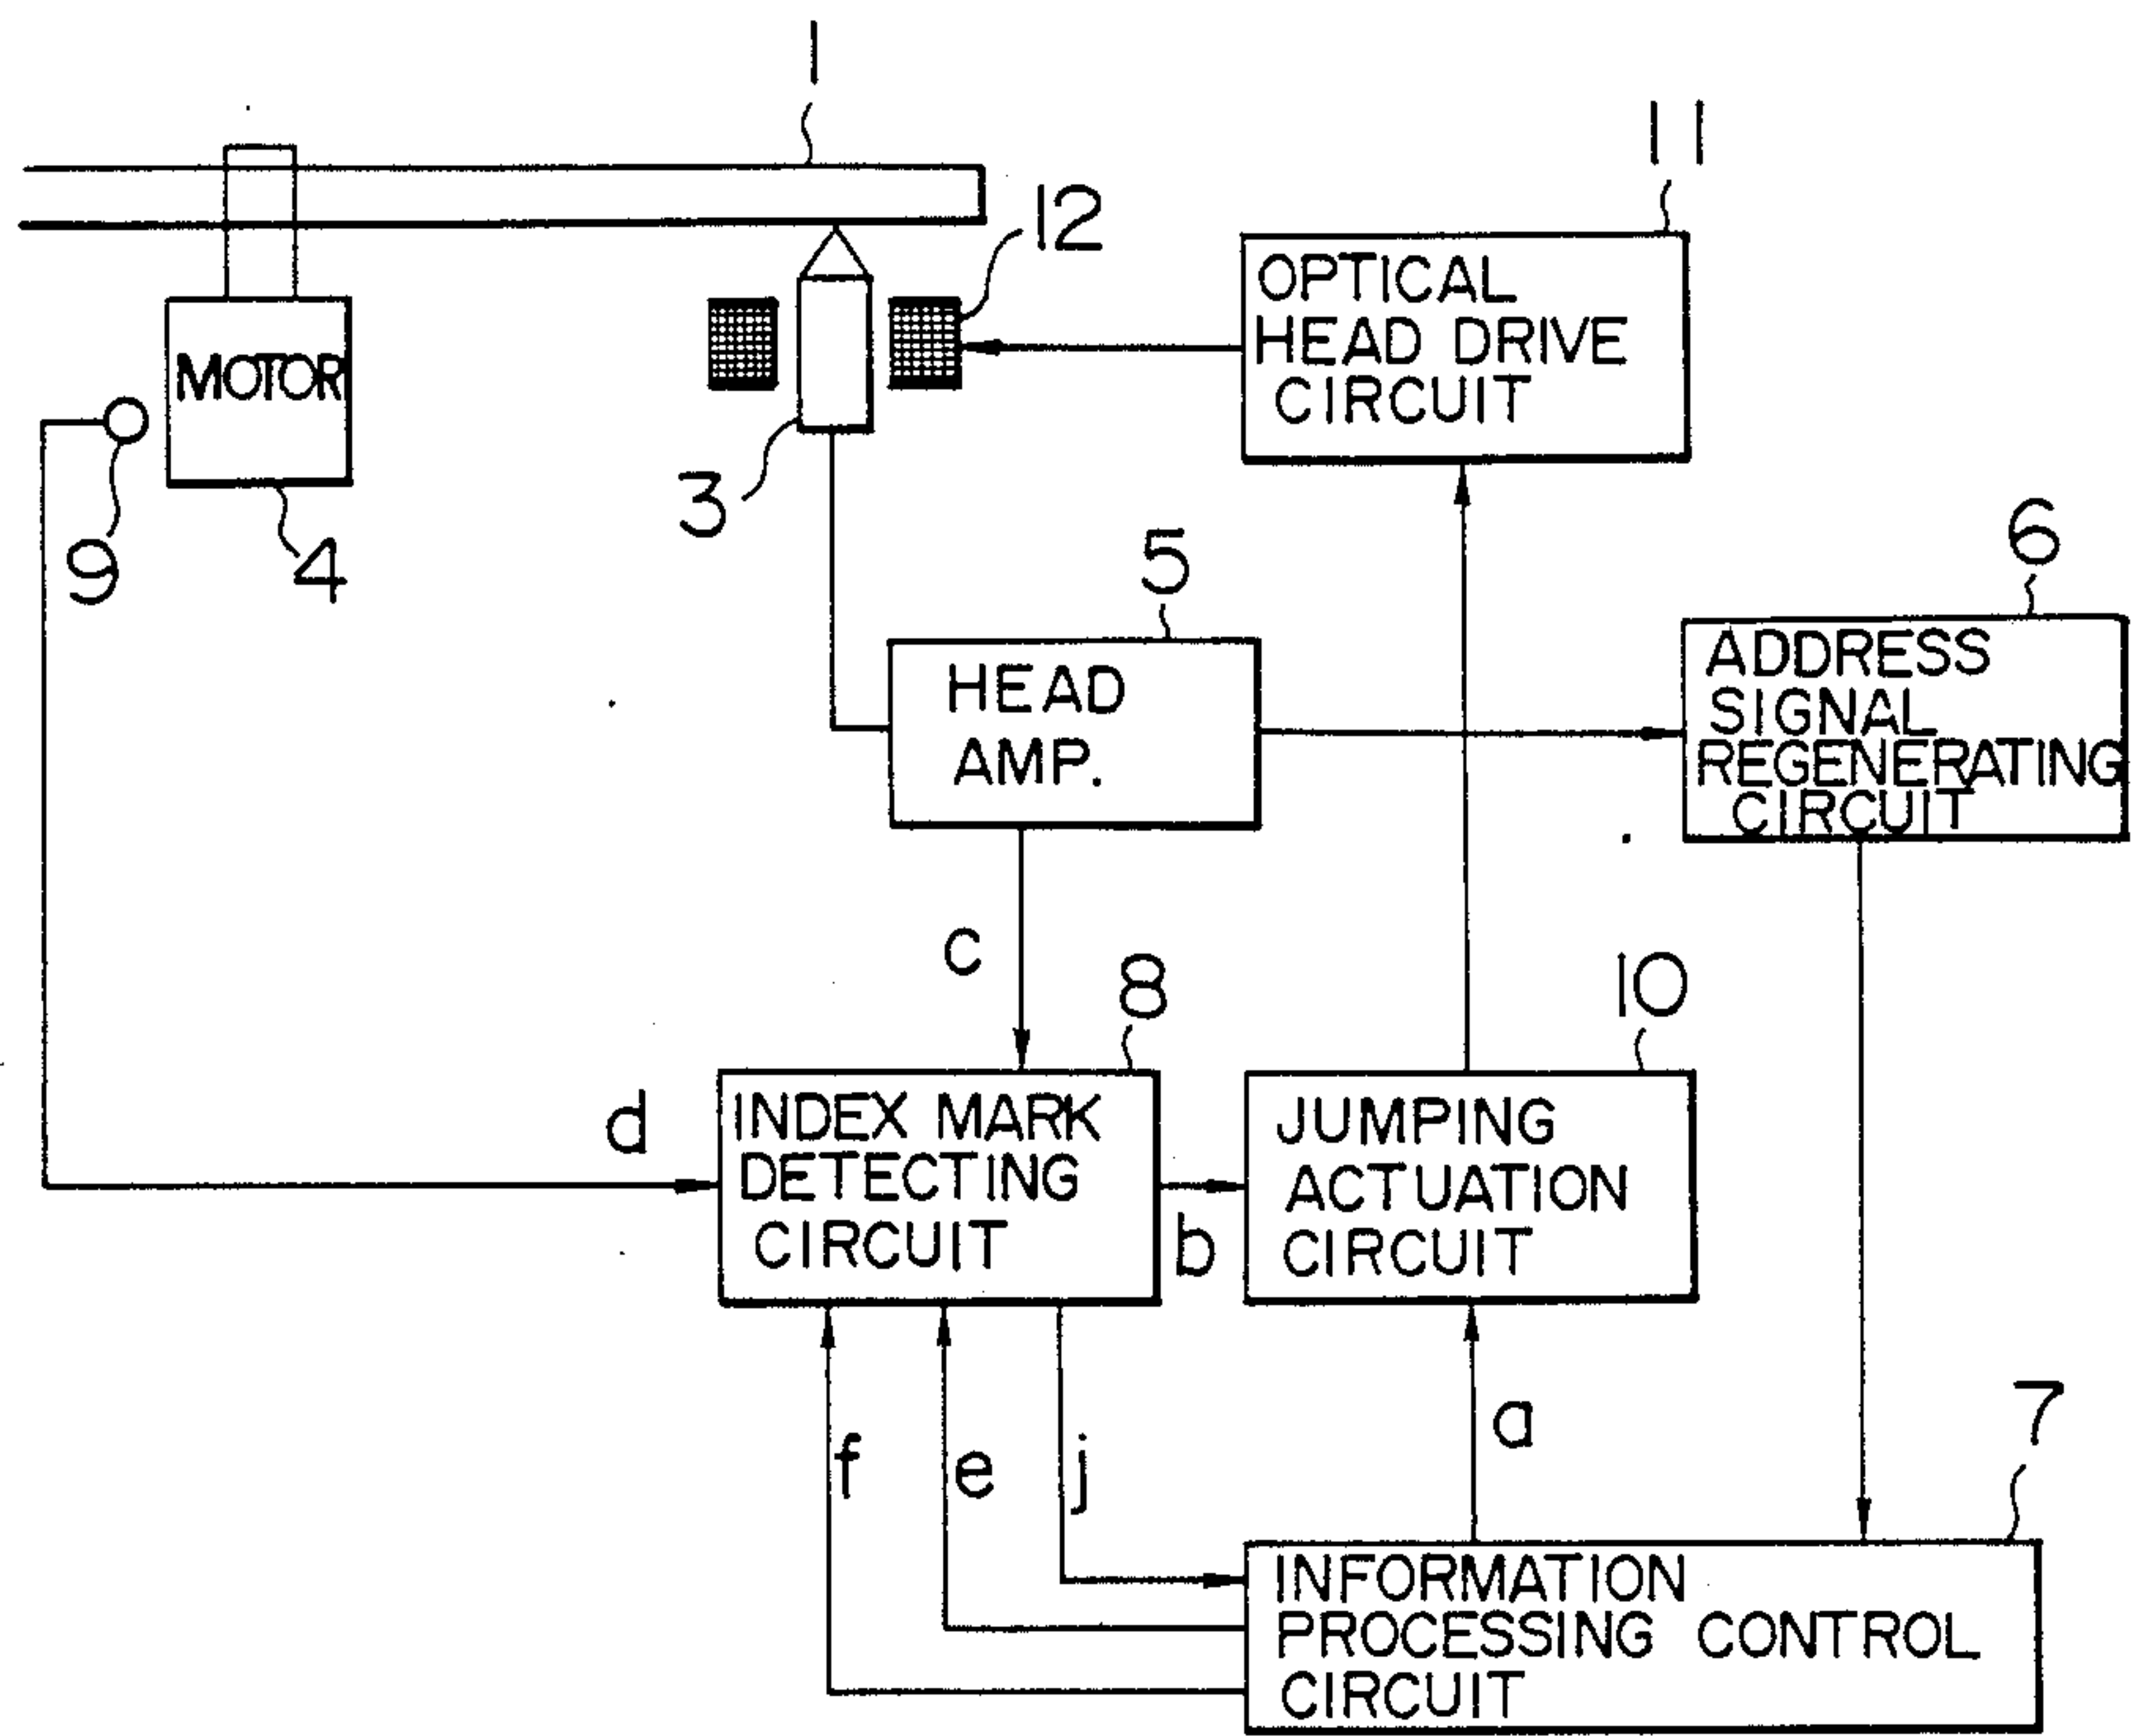 1
11
12
OPTICAL
HEAD DRIVE
CIRCUIT
MOTOR
3
9
4
5
6
HEAD
AMP.
ADDRESS
SIGNAL
REGENERATING
CIRCUIT
c
8
10
d
INDEX MARK
DETECTING
CIRCUIT
b
JUMPING
ACTUATION
CIRCUIT
f
e
j
a
7
INFORMATION
PROCESSING CONTROL
CIRCUIT